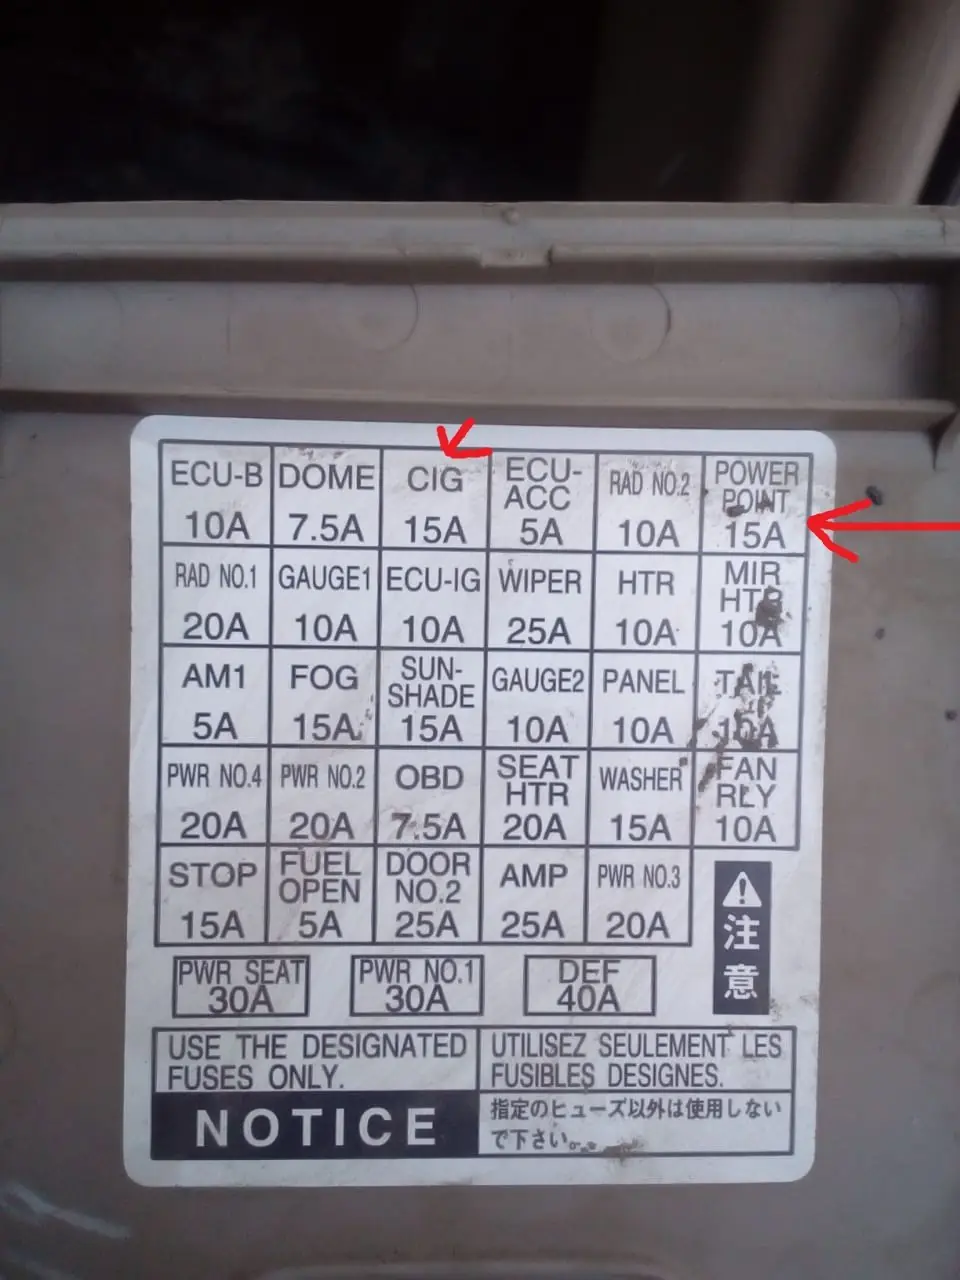 ECU-B
10A
DOME
7.5A
CIG
15A
ECU-
ACC
5A
RAD NO.2
10A
POWER
POINT
15A
RAD NO.1
20A
GAUGE1
10A
ECU-IG
10A
WIPER
25A
HTR
10A
MIR
HTR
10A
AM1
5A
FOG
15A
SUN-
SHADE
15A
GAUGE2
10A
PANEL
10A
TAIL
10A
PWR NO.4
20A
PWR NO.2
20A
OBD
7.5A
SEAT
HTR
20A
WASHER
15A
FAN
RLY
10A
STOP
15A
FUEL
OPEN
5A
DOOR
NO.2
25A
AMP
25A
PWR NO.3
20A
注
意
PWR SEAT
30A
PWR NO.1
30A
DEF
40A
USE THE DESIGNATED
FUSES ONLY.
UTILISEZ SEULEMENT LES
FUSIBLES DESIGNES.
NOTICE
指定のヒューズ以外は使用しない
で下さい。